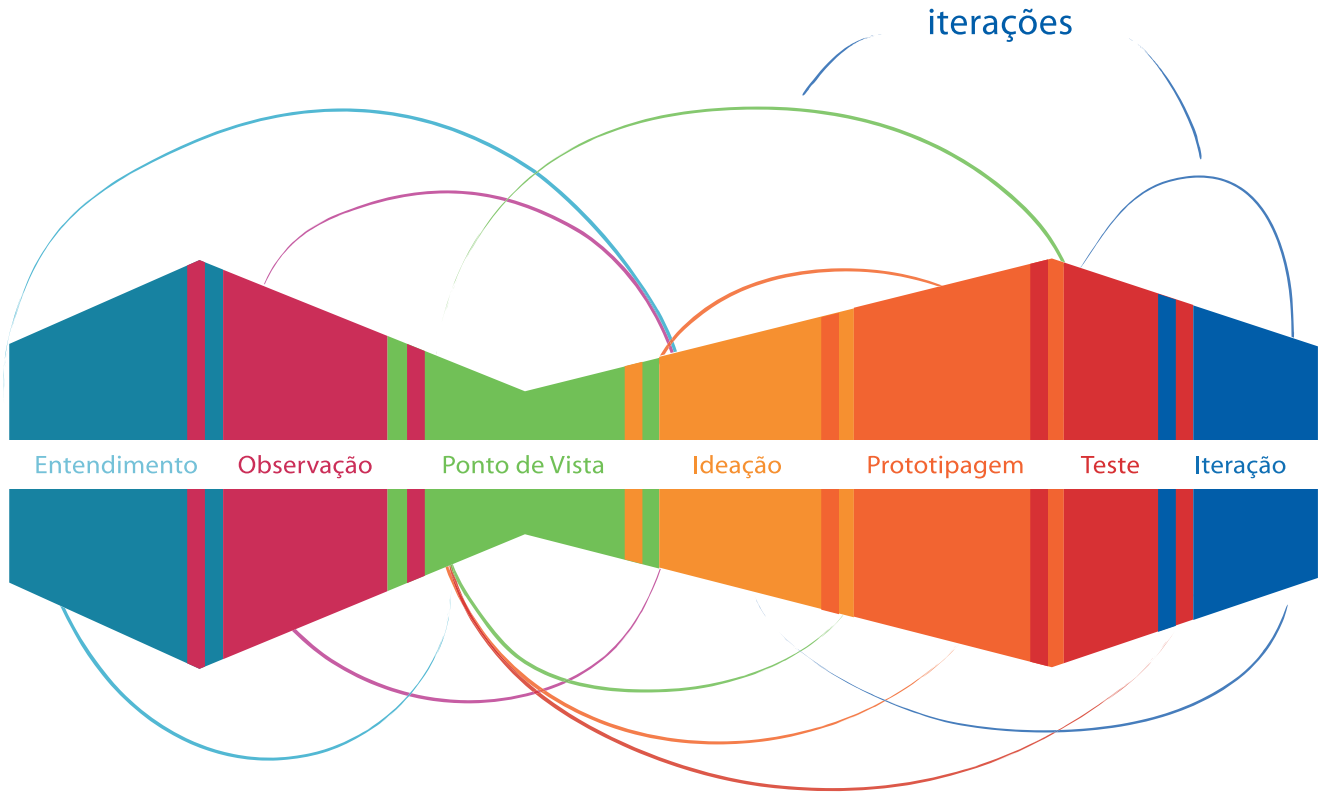 iterações
Entendimento
Observação
Ponto de Vista
Ideação
Prototipagem
Teste
Iteração